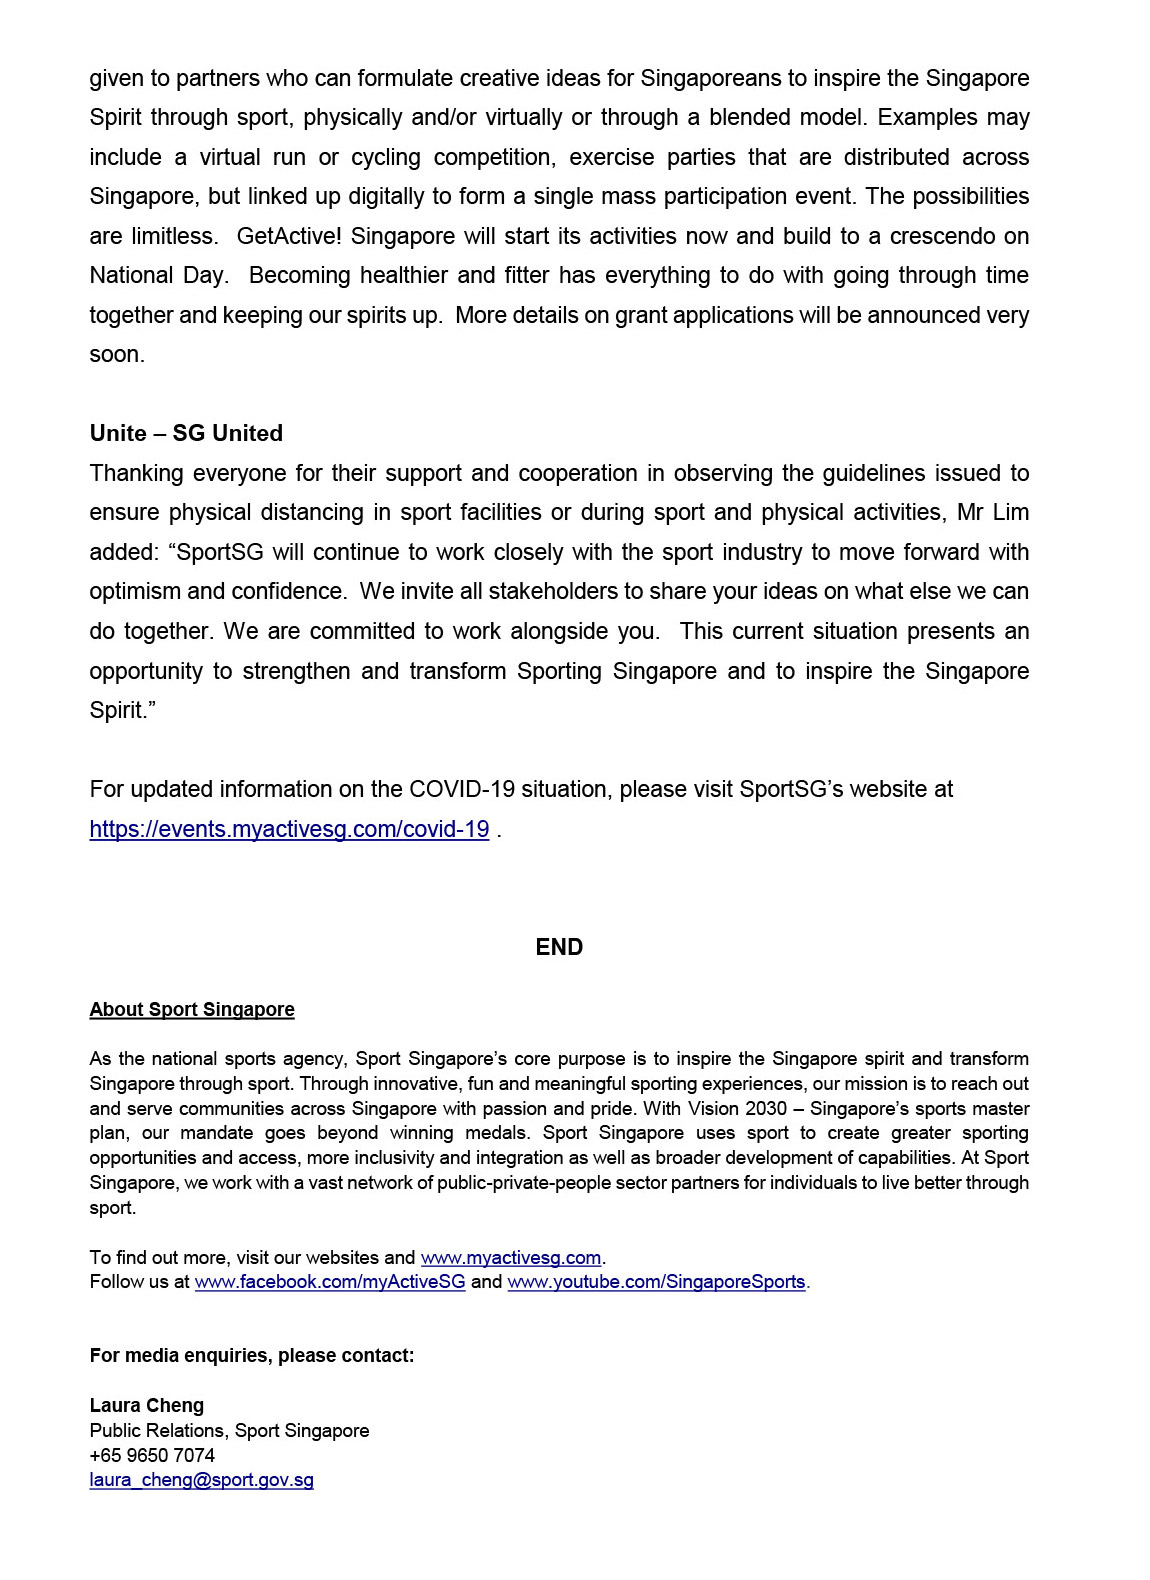 given to partners who can formulate creative ideas for Singaporeans to inspire the Singapore
Spirit through sport, physically and/or virtually or through a blended model. Examples may
include a virtual run or cycling competition, exercise parties that are distributed across
Singapore, but linked up digitally to form a single mass participation event. The possibilities
are limitless.  GetActive! Singapore will start its activities now and build to a crescendo on
National Day.  Becoming healthier and fitter has everything to do with going through time
together and keeping our spirits up.  More details on grant applications will be announced very
soon.
Unite – SG United
Thanking everyone for their support and cooperation in observing the guidelines issued to
ensure physical distancing in sport facilities or during sport and physical activities, Mr Lim
added: “SportSG will continue to work closely with the sport industry to move forward with
optimism and confidence.  We invite all stakeholders to share your ideas on what else we can
do together. We are committed to work alongside you.  This current situation presents an
opportunity to strengthen and transform Sporting Singapore and to inspire the Singapore
Spirit.”
For updated information on the COVID-19 situation, please visit SportSG’s website at
https://events.myactivesg.com/covid-19 .
END
About Sport Singapore
As the national sports agency, Sport Singapore’s core purpose is to inspire the Singapore spirit and transform
Singapore through sport. Through innovative, fun and meaningful sporting experiences, our mission is to reach out
and serve communities across Singapore with passion and pride. With Vision 2030 – Singapore’s sports master
plan, our mandate goes beyond winning medals. Sport Singapore uses sport to create greater sporting
opportunities and access, more inclusivity and integration as well as broader development of capabilities. At Sport
Singapore, we work with a vast network of public-private-people sector partners for individuals to live better through
sport.
To find out more, visit our websites and www.myactivesg.com.
Follow us at www.facebook.com/myActiveSG and www.youtube.com/SingaporeSports.
For media enquiries, please contact:
Laura Cheng
Public Relations, Sport Singapore
+65 9650 7074
laura_cheng@sport.gov.sg